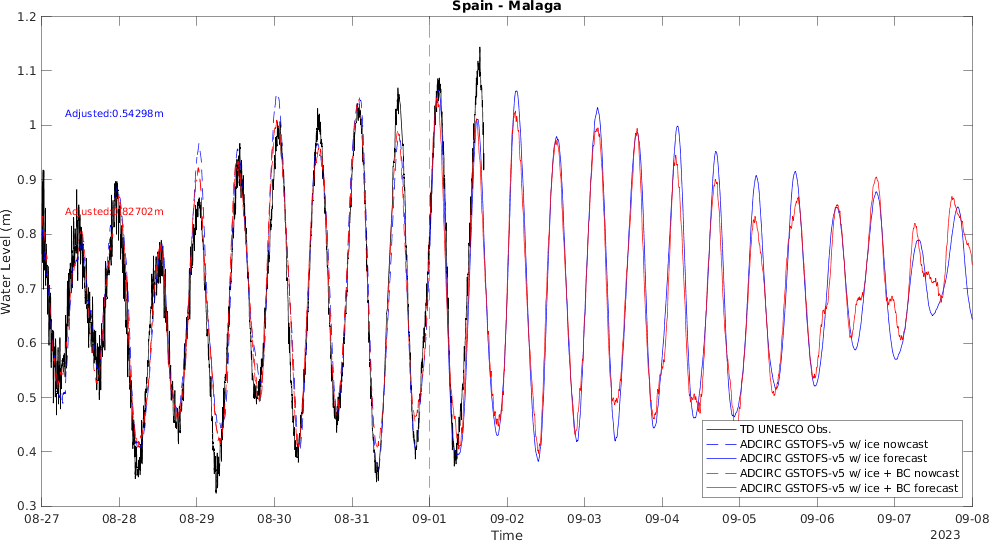 Spain - Malaga
Water Level (m)
1.2
1.1
1
0.9
0.8
0.7
0.6
0.5
0.4
0.3
Adjusted:0.54298m
Adjusted:0.82702m
TD UNESCO Obs.
ADCIRC GSTOFS-v5 w/ ice nowcast
ADCIRC GSTOFS-v5 w/ ice forecast
ADCIRC GSTOFS-v5 w/ ice + BC nowcast
ADCIRC GSTOFS-v5 w/ ice + BC forecast
08-27 08-28 08-29 08-30 08-31 09-01 09-02 09-03 09-04 09-05 09-06 09-07 09-08
Time
2023